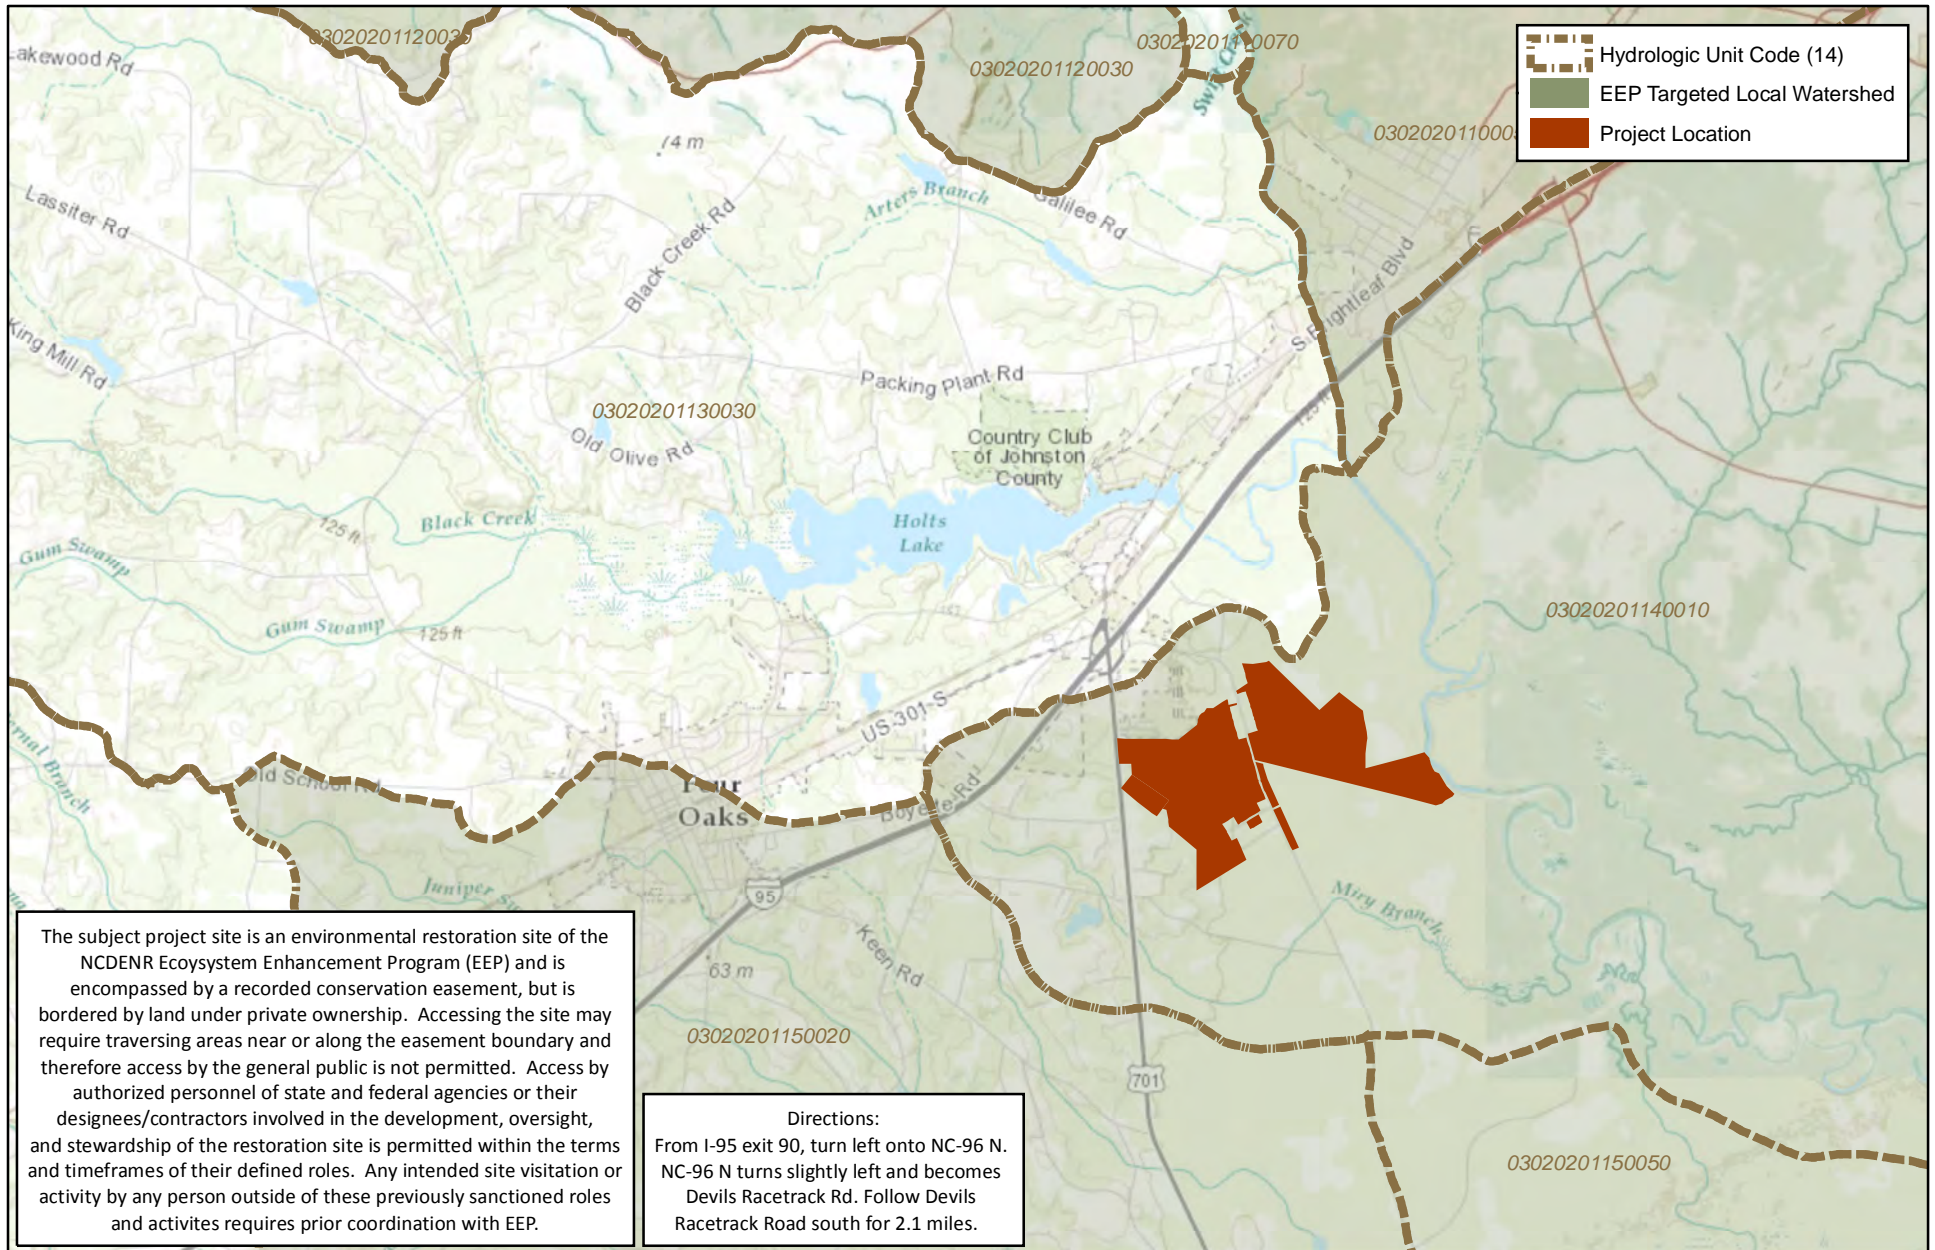 03020201120030
03020201110070
03020201120030
Hydrologic Unit Code (14)
EEP Targeted Local Watershed
Project Location
Lakewood Rd
Swift
74 m
Lassiter Rd
Arters Branch
Galilee Rd
Black Creek Rd
S Brightleaf Blvd
King Mill Rd
Packing Plant Rd
03020201130030
Old Olive Rd
125 ft
Country Club
of Johnston
County
Black Creek
125 ft
Holts
Lake
Gum Swamp
Gum Swamp
125 ft
03020201140010
US-301-S
Old School Rd
Four
Oaks
Boyette Rd
Juniper
95
Miry Branch
Keen Rd
63 m
03020201150020
701
03020201150050
The subject project site is an environmental restoration site of the
NCDENR Ecoysystem Enhancement Program (EEP) and is
encompassed by a recorded conservation easement, but is
bordered by land under private ownership. Accessing the site may
require traversing areas near or along the easement boundary and
therefore access by the general public is not permitted. Access by
authorized personnel of state and federal agencies or their
designees/contractors involved in the development, oversight,
and stewardship of the restoration site is permitted within the terms
and timeframes of their defined roles. Any intended site visitation or
activity by any person outside of these previously sanctioned roles
and activites requires prior coordination with EEP.
Directions:
From I-95 exit 90, turn left onto NC-96 N.
NC-96 N turns slightly left and becomes
Devils Racetrack Rd. Follow Devils
Racetrack Road south for 2.1 miles.